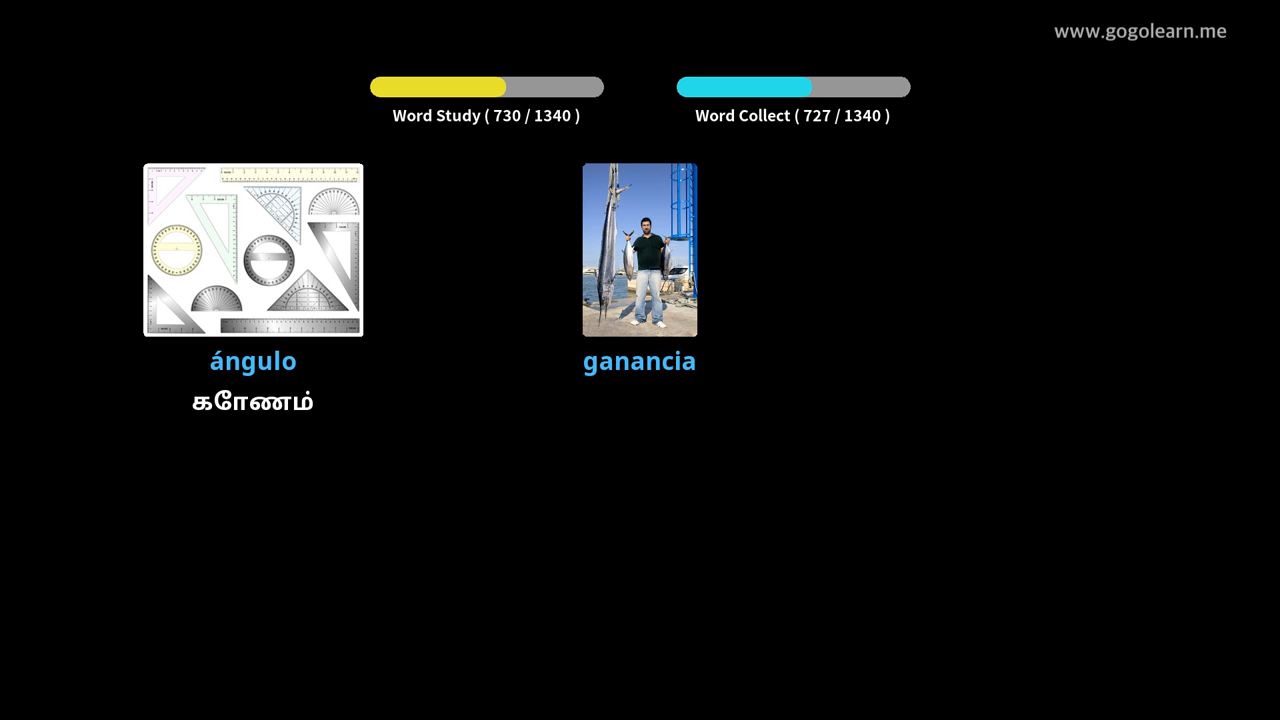 www.gogolearn.me
Word Study ( 730 / 1340 )
Word Collect ( 727 / 1340 )
ángulo
கோணம்
ganancia